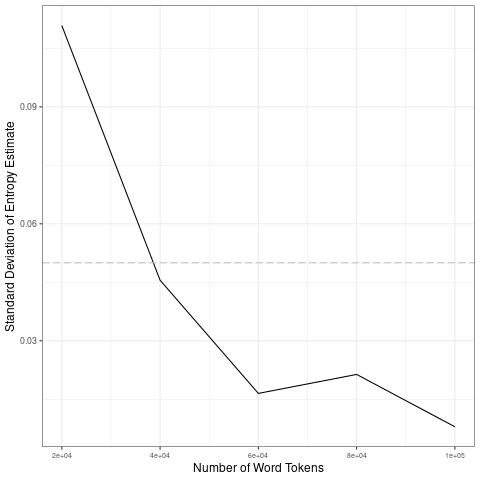 Standard Deviation of Entropy Estimate
0.09
0.06
0.03
2e+04 4e+04 6e+04 8e+04 1e+05
Number of Word Tokens